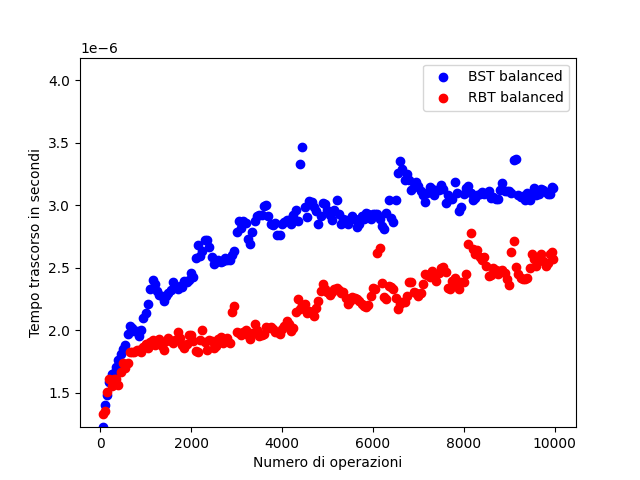 1e−6
4.0
3.5
3.0
2.5
2.0
1.5
Tempo trascorso in secondi
BST balanced
RBT balanced
0 2000 4000 6000 8000 10000
Numero di operazioni